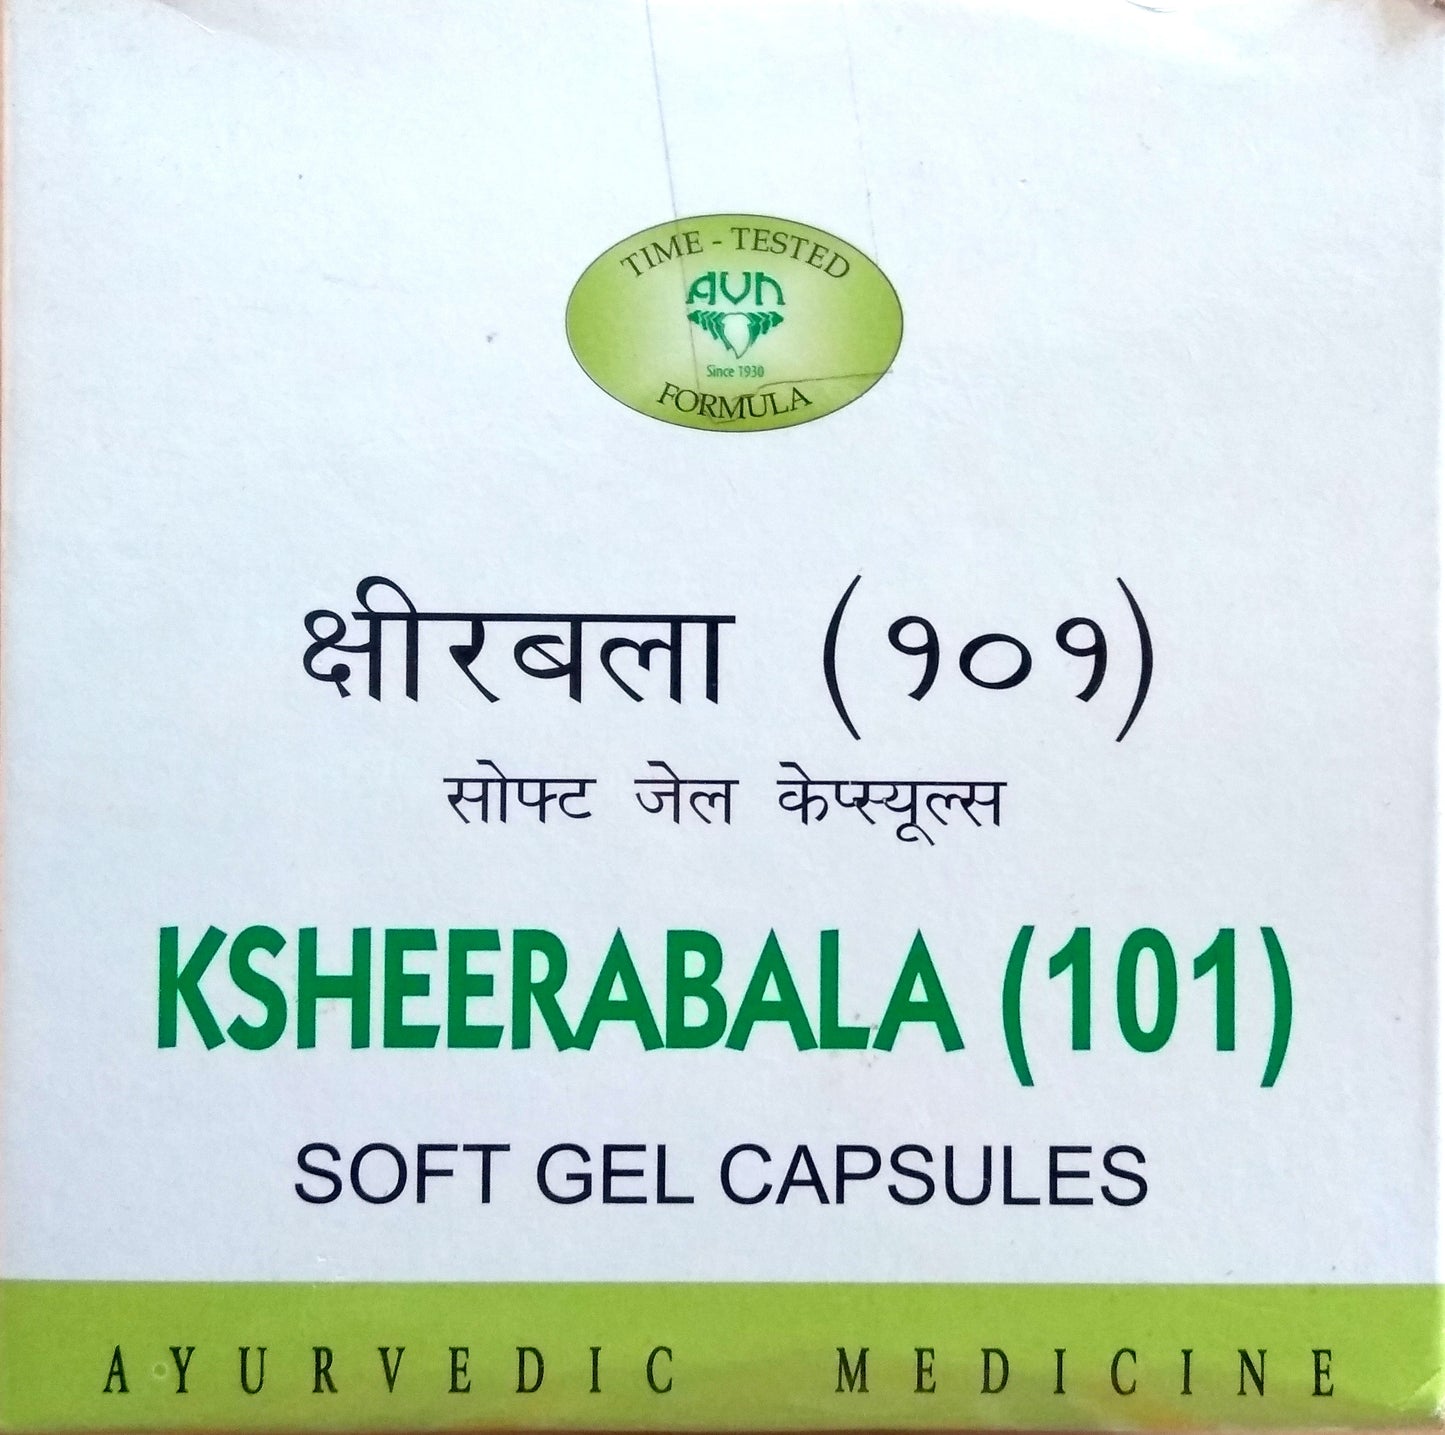 TIME - TESTED
AVN
Since 1930
FORMULA
क्षीरबला (१०१)
सोफ्ट जेल केप्स्यूल्स
KSHEERABALA (101)
SOFT GEL CAPSULES
AYURVEDIC MEDICINE